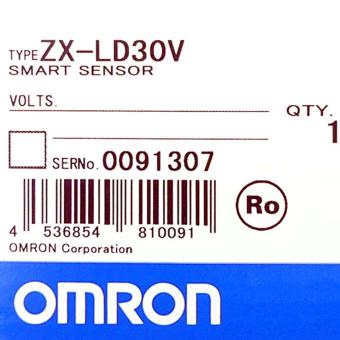 TYPE ZX-LD30V
SMART SENSOR
VOLTS.
QTY.
1
SERNo. 0091307
Ro
4 536854 810091
OMRON Corporation
OMRON